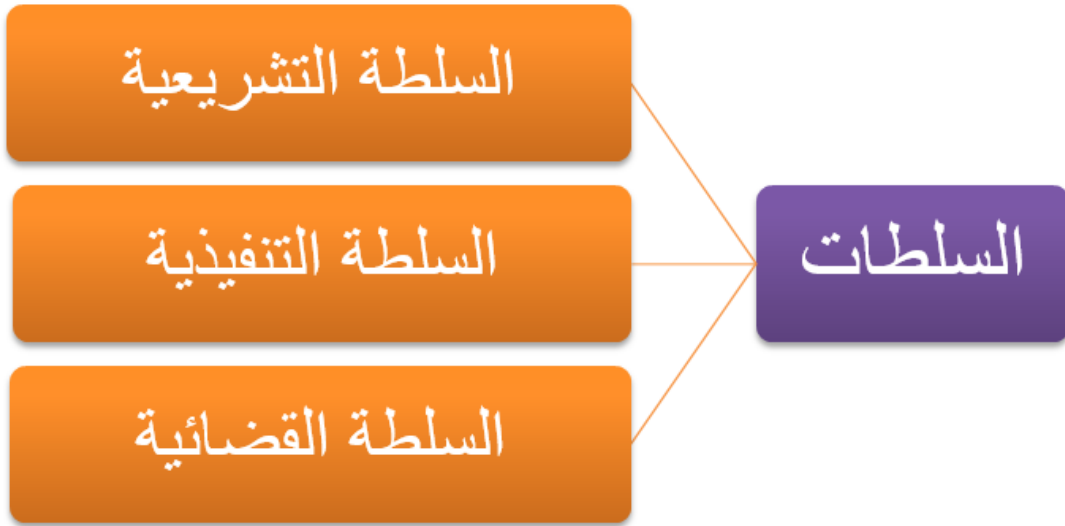 السلطات
السلطة التشريعية
السلطة التنفيذية
السلطة القضائية